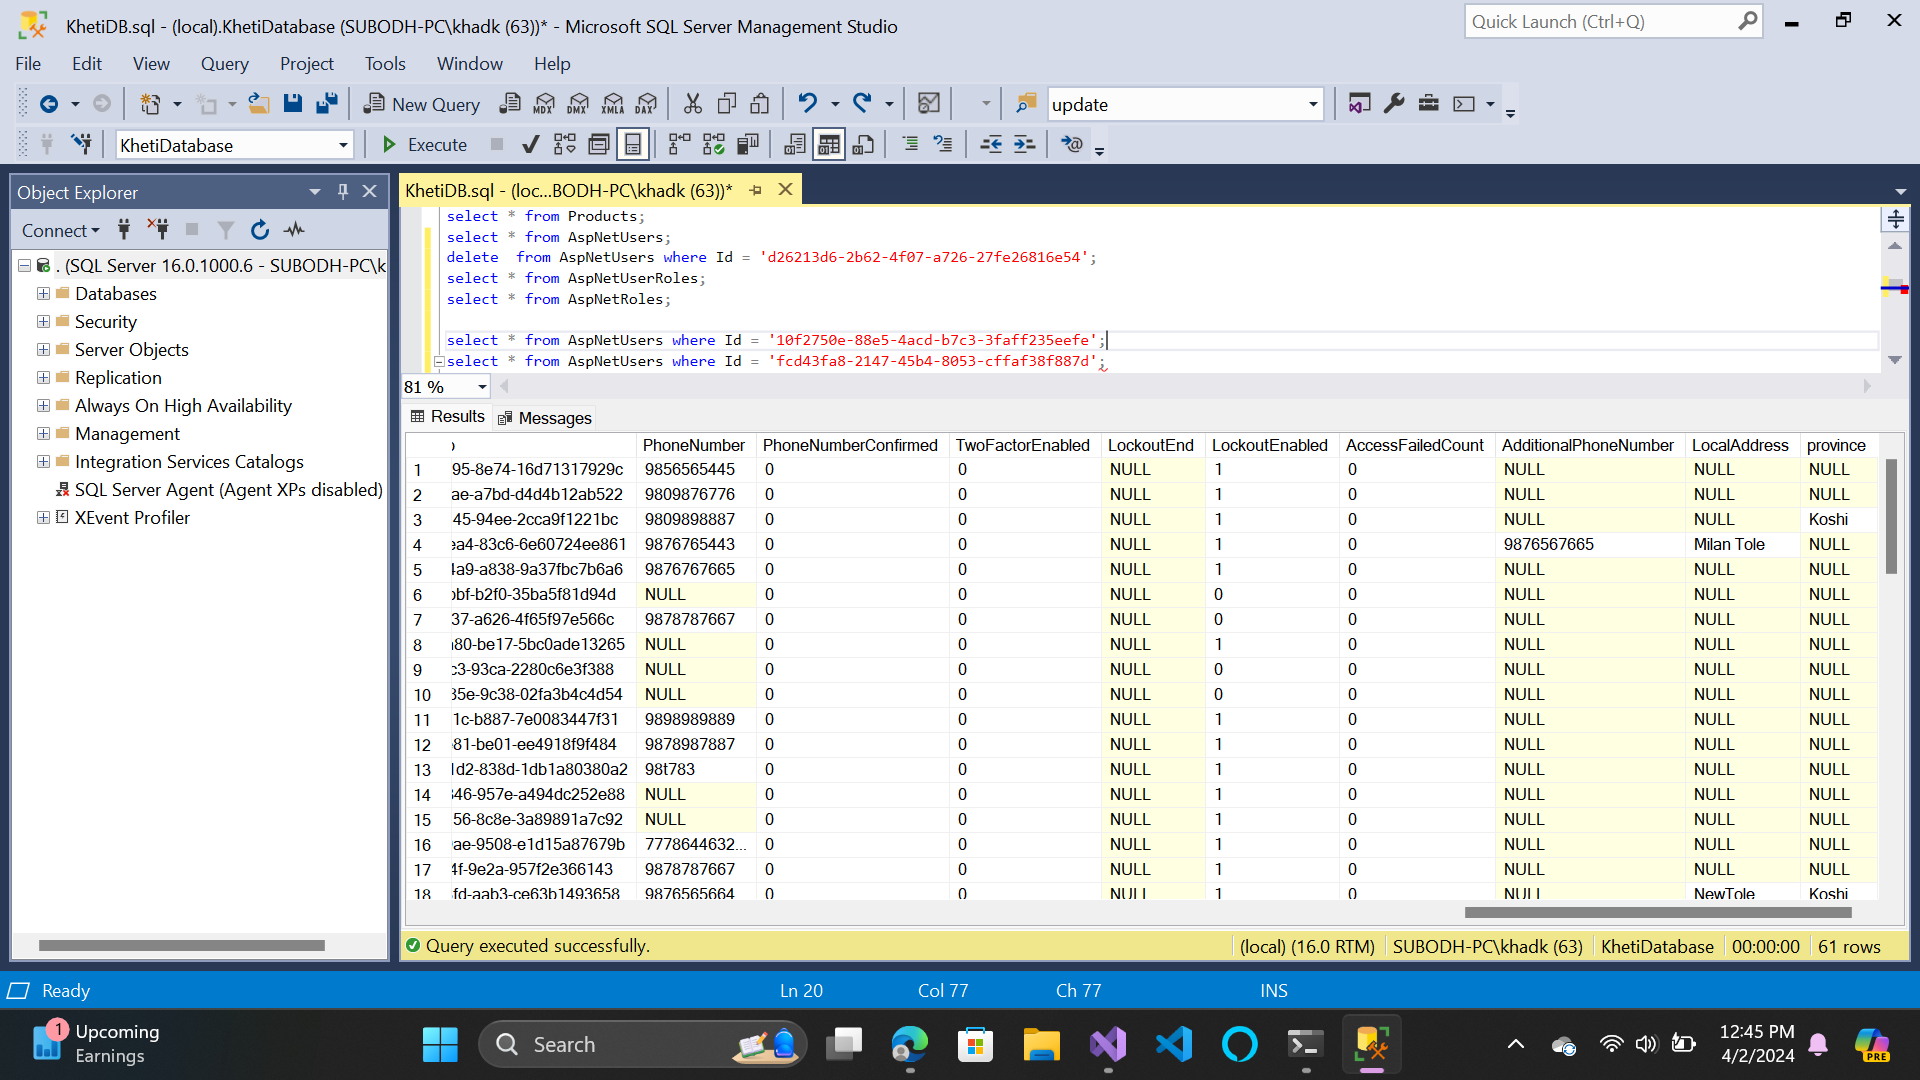 KhetiDB.sql - (local).KhetiDatabase (SUBODH-PC\khadk (63))* - Microsoft SQL Server Management Studio
Quick Launch (Ctrl+Q)
File Edit View Query Project Tools Window Help
New Query MDX DMX XMLA DAX update
KhetiDatabase Execute
Object Explorer
Connect
. (SQL Server 16.0.1000.6 - SUBODH-PC\k
Databases
Security
Server Objects
Replication
Always On High Availability
Management
Integration Services Catalogs
SQL Server Agent (Agent XPs disabled)
XEvent Profiler
KhetiDB.sql - (loc...BODH-PC\khadk (63))*
select * from Products;
select * from AspNetUsers;
delete  from AspNetUsers where Id = 'd26213d6-2b62-4f07-a726-27fe26816e54';
select * from AspNetUserRoles;
select * from AspNetRoles;
select * from AspNetUsers where Id = '10f2750e-88e5-4acd-b7c3-3faff235eefe';
select * from AspNetUsers where Id = 'fcd43fa8-2147-45b4-8053-cffaf38f887d';
81 %
Results Messages
PhoneNumber PhoneNumberConfirmed TwoFactorEnabled LockoutEnd LockoutEnabled AccessFailedCount AdditionalPhoneNumber LocalAddress province
1 95-8e74-16d71317929c 9856565445 0 0 NULL 1 0 NULL NULL NULL
2 ae-a7bd-d4d4b12ab522 9809876776 0 0 NULL 1 0 NULL NULL NULL
3 45-94ee-2cca9f1221bc 9809898887 0 0 NULL 1 0 NULL NULL Koshi
4 ea4-83c6-6e60724ee861 9876765443 0 0 NULL 1 0 9876567665 Milan Tole NULL
5 4a9-a838-9a37fbc7b6a6 9876767665 0 0 NULL 1 0 NULL NULL NULL
6 bf-b2f0-35ba5f81d94d NULL 0 0 NULL 0 0 NULL NULL NULL
7 37-a626-4f65f97e566c 9878787667 0 0 NULL 0 0 NULL NULL NULL
8 a80-be17-5bc0ade13265 NULL 0 0 NULL 1 0 NULL NULL NULL
9 c3-93ca-2280c6e3f388 NULL 0 0 NULL 0 0 NULL NULL NULL
10 35e-9c38-02fa3b4c4d54 NULL 0 0 NULL 0 0 NULL NULL NULL
11 1c-b887-7e0083447f31 9898989889 0 0 NULL 1 0 NULL NULL NULL
12 81-be01-ee4918f9f484 9878987887 0 0 NULL 1 0 NULL NULL NULL
13 1d2-838d-1db1a80380a2 98t783 0 0 NULL 1 0 NULL NULL NULL
14 346-957e-a494dc252e88 NULL 0 0 NULL 1 0 NULL NULL NULL
15 56-8c8e-3a89891a7c92 NULL 0 0 NULL 1 0 NULL NULL NULL
16 ae-9508-e1d15a87679b 7778644632... 0 0 NULL 1 0 NULL NULL NULL
17 4f-9e2a-957f2e366143 9878787667 0 0 NULL 1 0 NULL NULL NULL
18 fd-aab3-ce63b1493658 9876565664 0 0 NULL 1 0 NULL NewTole Koshi
Query executed successfully. (local) (16.0 RTM) SUBODH-PC\khadk (63) KhetiDatabase 00:00:00 61 rows
Ready Ln 20 Col 77 Ch 77 INS
1 Upcoming
Earnings
Search
12:45 PM
4/2/2024
PRE